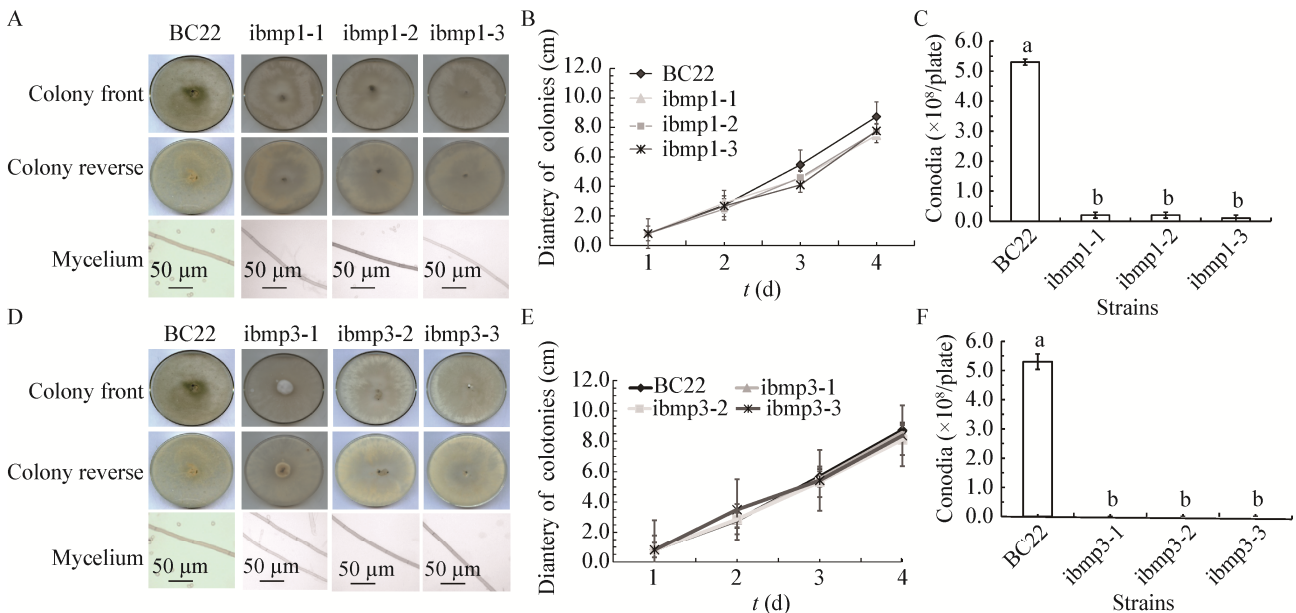 A
BC22 ibmp1-1 ibmp1-2 ibmp1-3
Colony front
Colony reverse
Mycelium
50 μm 50 μm 50 μm 50 μm
B
Diantery of colonies (cm)
12.0
10.0
8.0
6.0
4.0
2.0
0.0
BC22
ibmp1-1
ibmp1-2
ibmp1-3
1 2 3 4
t (d)
C
Conodia (×10⁸/plate)
6.0
5.0
3.0
3.0
2.0
1.0
0.0
a
b b b
BC22 ibmp1-1 ibmp1-2 ibmp1-3
Strains
D
BC22 ibmp3-1 ibmp3-2 ibmp3-3
Colony front
Colony reverse
Mycelium
50 μm 50 μm 50 μm 50 μm
E
Diantery of colotonies (cm)
12.0
10.0
8.0
6.0
4.0
2.0
0.0
BC22 ibmp3-1
ibmp3-2 ibmp3-3
1 2 3 4
t (d)
F
Conodia (×10⁸/plate)
6.0
5.0
4.0
3.0
2.0
1.0
0.0
a
b b b
BC22 ibmp3-1 ibmp3-2 ibmp3-3
Strains